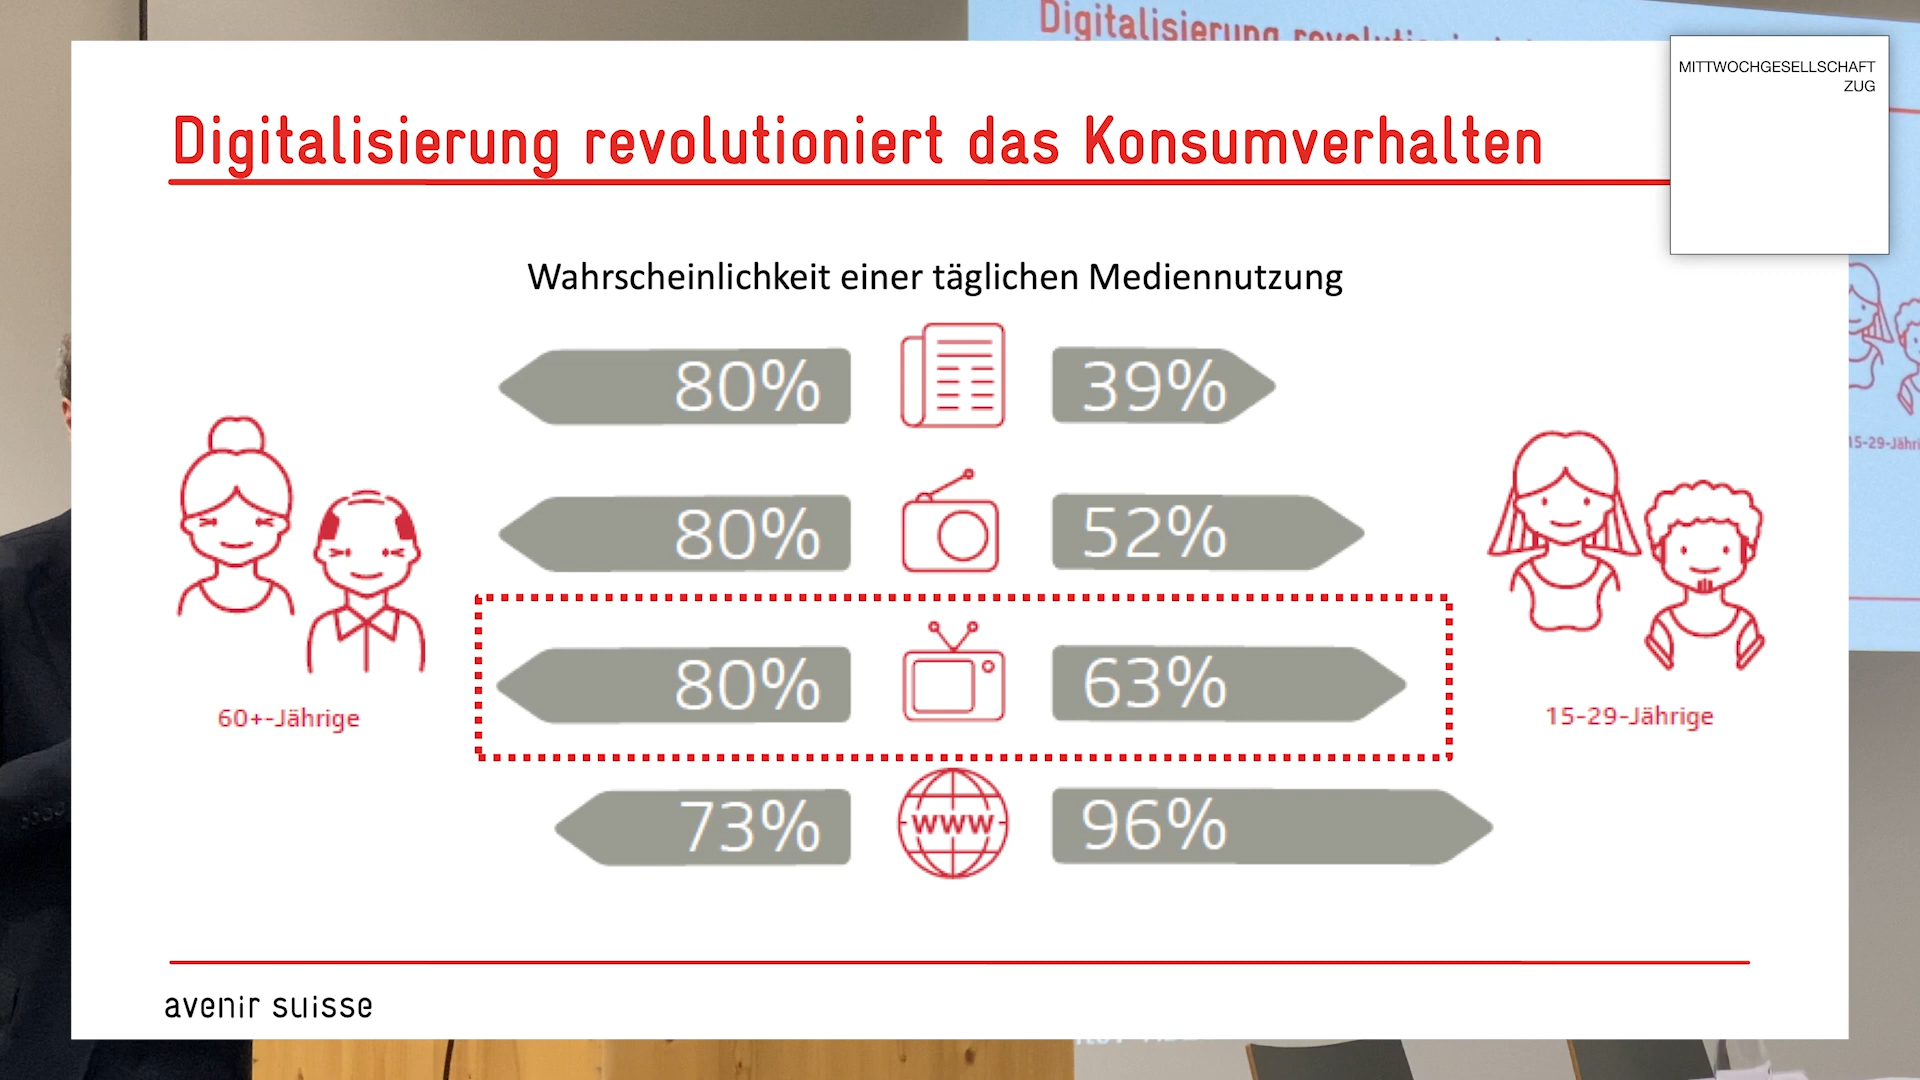 Digitalisierung
MITTWOCHGESELLSCHAFT
ZUG
Digitalisierung revolutioniert das Konsumverhalten
Wahrscheinlichkeit einer täglichen Mediennutzung
80% 39%
80% 52%
80% 63%
60+-Jährige
15-29-Jährige
73% WWW 96%
avenir suisse